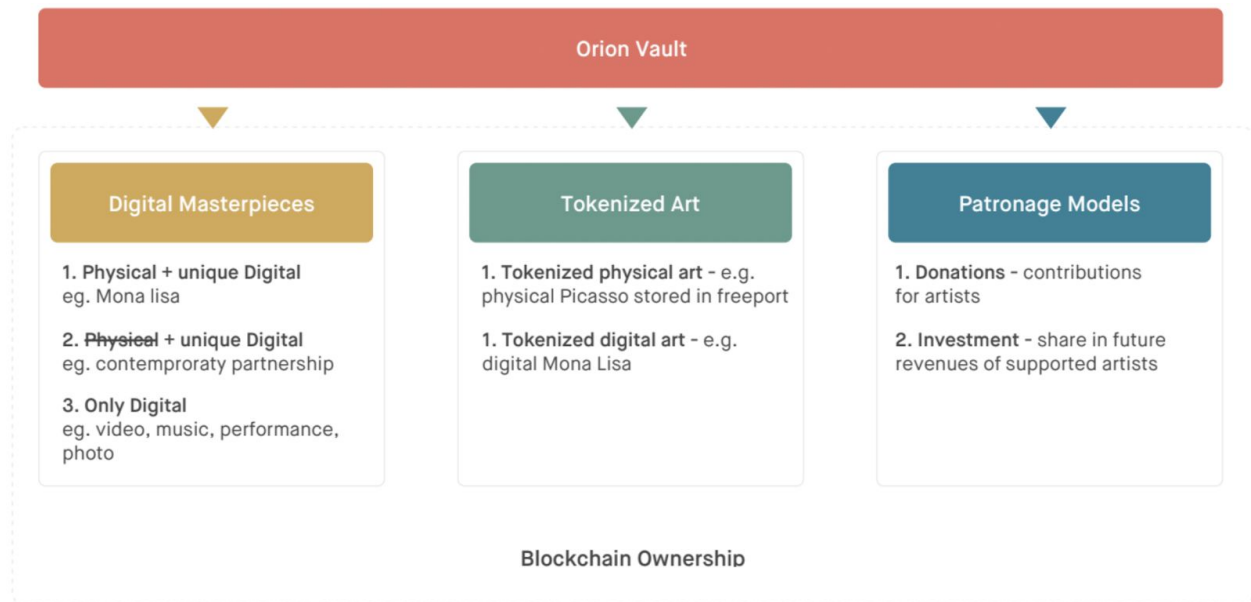 Orion Vault
Digital Masterpieces
1. Physical + unique Digital
eg. Mona lisa
2. Physical + unique Digital
eg. contemproraty partnership
3. Only Digital
eg. video, music, performance,
photo
Tokenized Art
1. Tokenized physical art - e.g.
physical Picasso stored in freeport
1. Tokenized digital art - e.g.
digital Mona Lisa
Patronage Models
1. Donations - contributions
for artists
2. Investment - share in future
revenues of supported artists
Blockchain Ownership